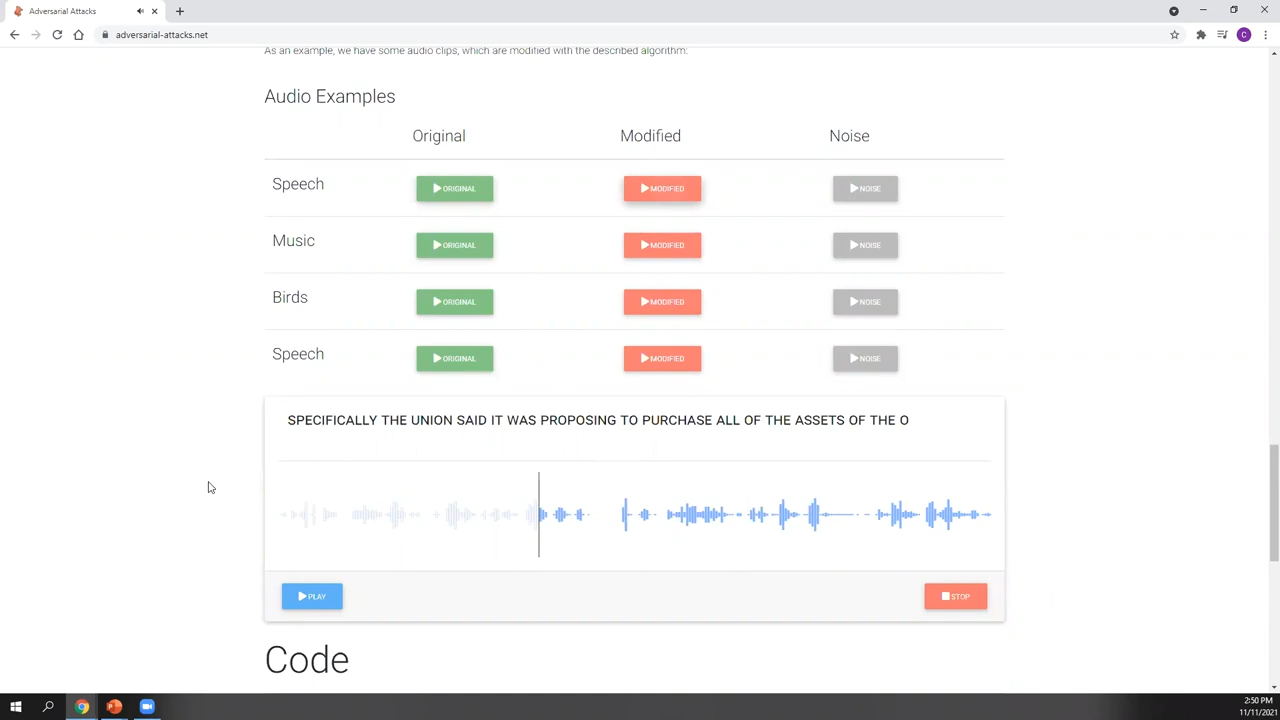 Adversarial Attacks
adversarial-attacks.net
C
As an example, we have some audio clips, which are modified with the described algorithm:
Audio Examples
Original Modified Noise
Speech ORIGINAL MODIFIED NOISE
Music ORIGINAL MODIFIED NOISE
Birds ORIGINAL MODIFIED NOISE
Speech ORIGINAL MODIFIED NOISE
SPECIFICALLY THE UNION SAID IT WAS PROPOSING TO PURCHASE ALL OF THE ASSETS OF THE O
PLAY STOP
Code
2:50 PM
11/11/2021